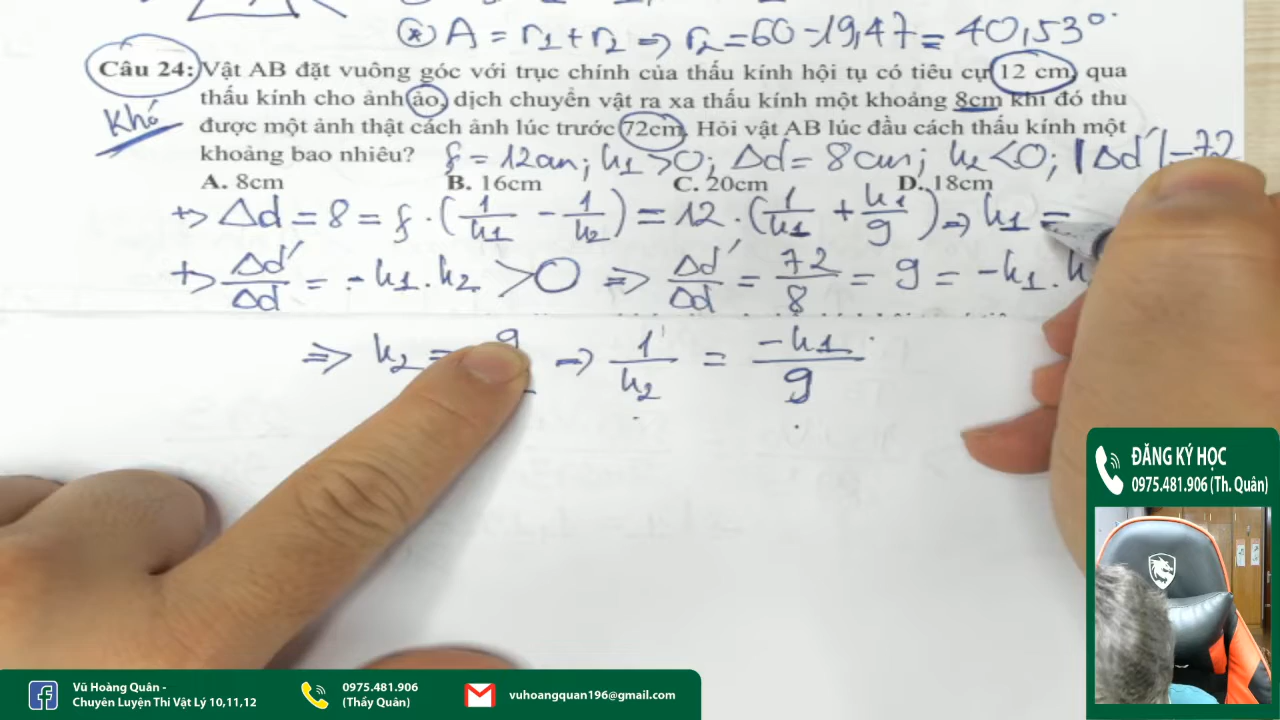 (*) A = r1 + r2 => r2 = 60 - 19,47 = 40,53°
Câu 24: Vật AB đặt vuông góc với trục chính của thấu kính hội tụ có tiêu cự 12 cm, qua
thấu kính cho ảnh ảo, dịch chuyển vật ra xa thấu kính một khoảng 8cm khi đó thu
Khó
được một ảnh thật cách ảnh lúc trước 72cm. Hỏi vật AB lúc đầu cách thấu kính một
khoảng bao nhiêu? f = 12cm; k1 > 0; Δd = 8cm; k2 < 0; |Δd'| = 72
A. 8cm B. 16cm C. 20cm D. 18cm
+> Δd = 8 = f · (1/k1 - 1/k2) = 12 · (1/k1 + k1/9) => k1 =
+> Δd'/Δd = - k1 . k2 > 0 => Δd'/Δd = 72/8 = 9 = -k1 .
=> k2 = => 1/k2 = -k1/9
ĐĂNG KÝ HỌC
0975.481.906 (Th. Quân)
Vũ Hoàng Quân -
Chuyên Luyện Thi Vật Lý 10,11,12
0975.481.906
(Thầy Quân)
vuhoangquan196@gmail.com